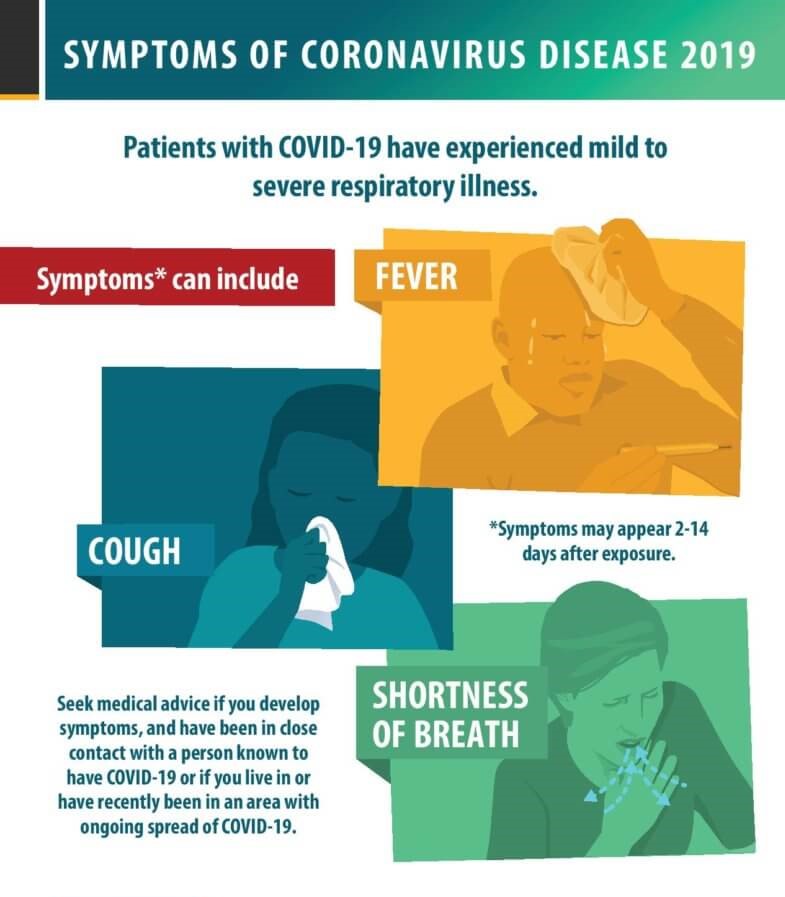 SYMPTOMS OF CORONAVIRUS DISEASE 2019
Patients with COVID-19 have experienced mild to
severe respiratory illness.
Symptoms* can include
FEVER
COUGH
*Symptoms may appear 2-14
days after exposure.
SHORTNESS
OF BREATH
Seek medical advice if you develop
symptoms, and have been in close
contact with a person known to
have COVID-19 or if you live in or
have recently been in an area with
ongoing spread of COVID-19.